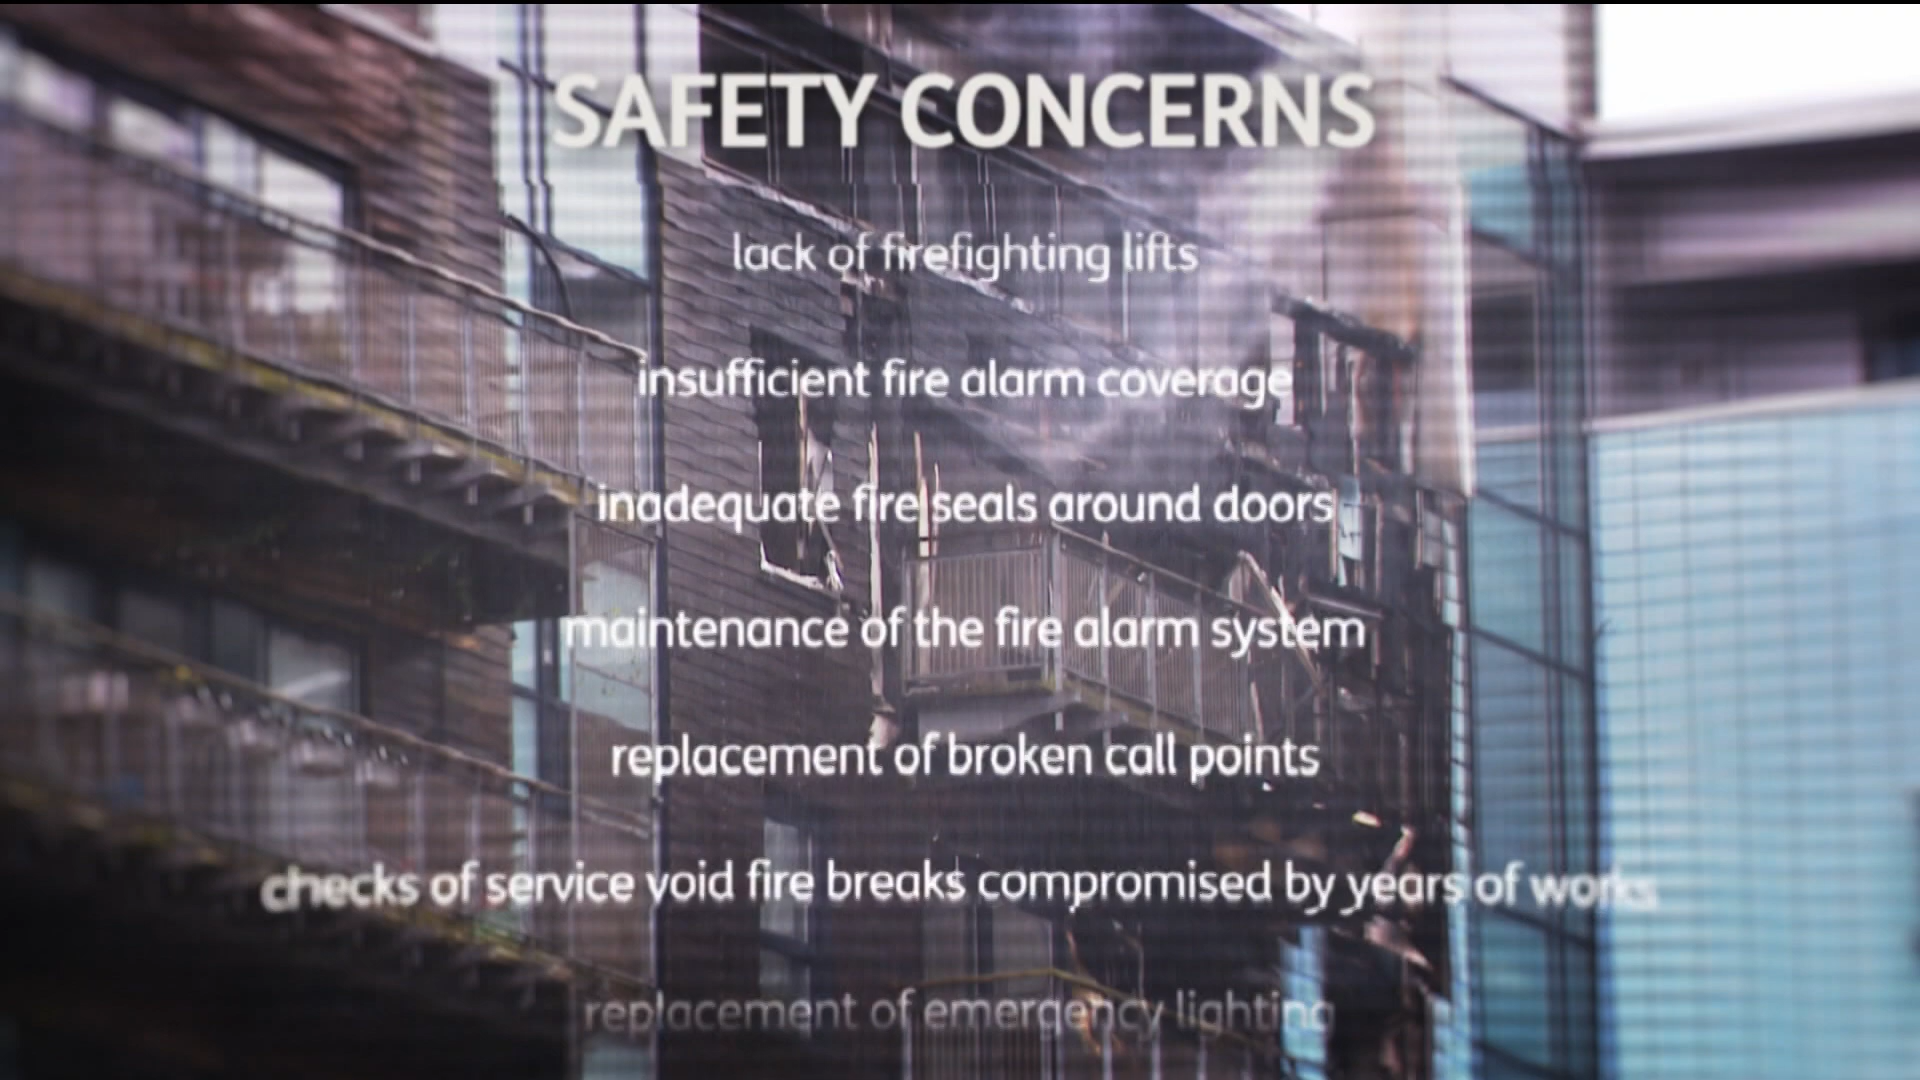 SAFETY CONCERNS
lack of firefighting lifts
insufficient fire alarm coverage
inadequate fire seals around doors
maintenance of the fire alarm system
replacement of broken call points
checks of service void fire breaks compromised by years of works
replacement of emergency lighting